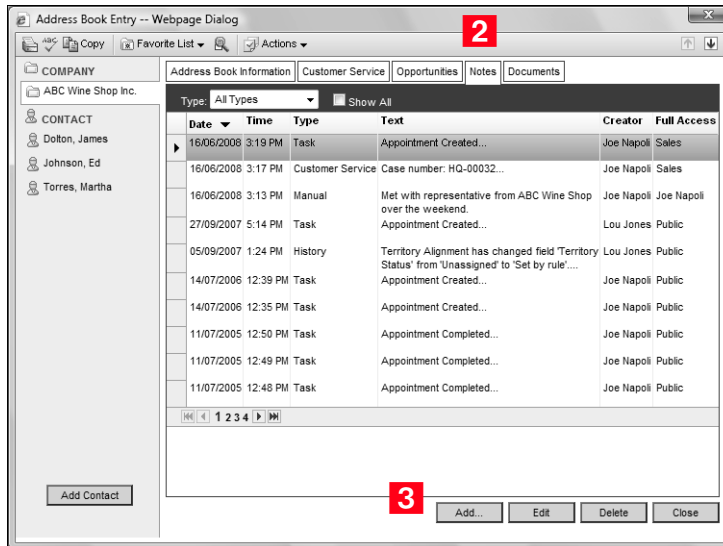 Address Book Entry -- Webpage Dialog
ABC Copy Favorite List Actions
2
COMPANY
ABC Wine Shop Inc.
CONTACT
Dolton, James
Johnson, Ed
Torres, Martha
Add Contact
Address Book Information Customer Service Opportunities Notes Documents
Type: All Types Show All
Date Time Type Text Creator Full Access
16/06/2008 3:19 PM Task Appointment Created... Joe Napoli Sales
16/06/2008 3:17 PM Customer Service Case number: HQ-00032... Joe Napoli Sales
16/06/2008 3:13 PM Manual Met with representative from ABC Wine Shop Joe Napoli Joe Napoli
over the weekend.
27/09/2007 5:14 PM Task Appointment Created... Lou Jones Public
05/09/2007 1:24 PM History Territory Alignment has changed field 'Territory Lou Jones Public
Status' from 'Unassigned' to 'Set by rule'....
14/07/2006 12:39 PM Task Appointment Created... Joe Napoli Public
14/07/2006 12:35 PM Task Appointment Created... Joe Napoli Public
11/07/2005 12:50 PM Task Appointment Completed... Joe Napoli Public
11/07/2005 12:49 PM Task Appointment Completed... Joe Napoli Public
11/07/2005 12:48 PM Task Appointment Completed... Joe Napoli Public
1 2 3 4
3
Add... Edit Delete Close